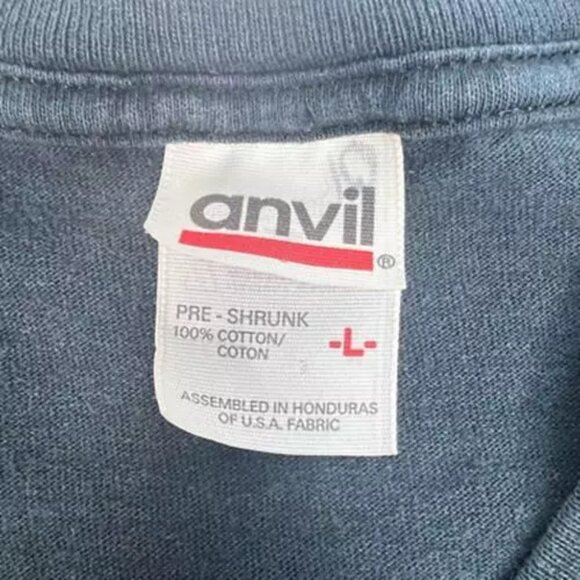 anvil®
PRE - SHRUNK
100% COTTON/
COTON
-L-
ASSEMBLED IN HONDURAS
OF U.S.A. FABRIC